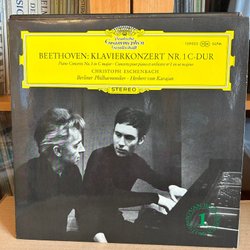 Deutsche
Grammophon
Gesellschaft
BEETHOVEN: KLAVIERKONZERT NR. 1 C-DUR
Piano Concerto No. 1 in C major · Concerto pour piano et orchestre n° 1 en ut majeur
CHRISTOPH ESCHENBACH
Berliner Philharmoniker · Herbert von Karajan
STEREO
1